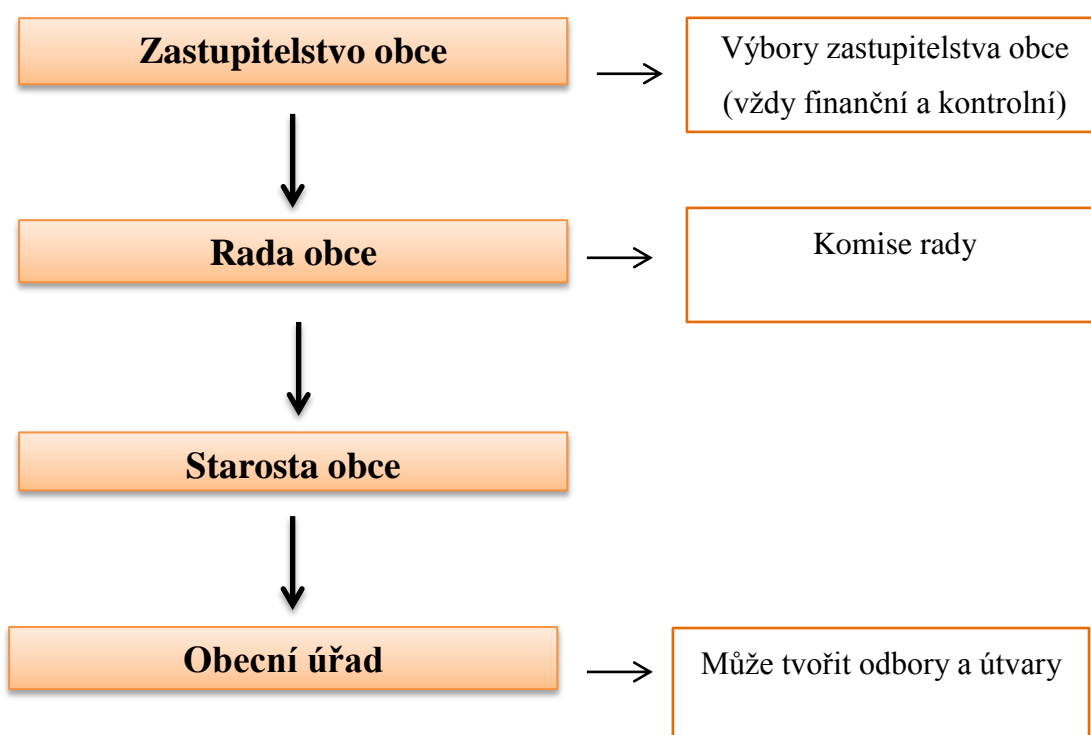 Zastupitelstvo obce
Výbory zastupitelstva obce
(vždy finanční a kontrolní)
Rada obce
Komise rady
Starosta obce
Obecní úřad
Může tvořit odbory a útvary